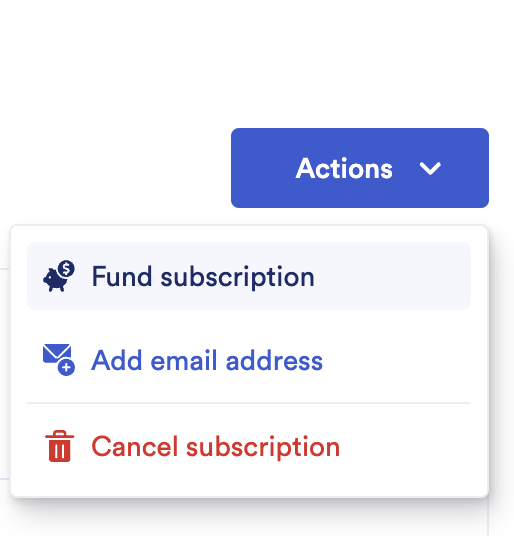 Actions
Fund subscription
Add email address
Cancel subscription